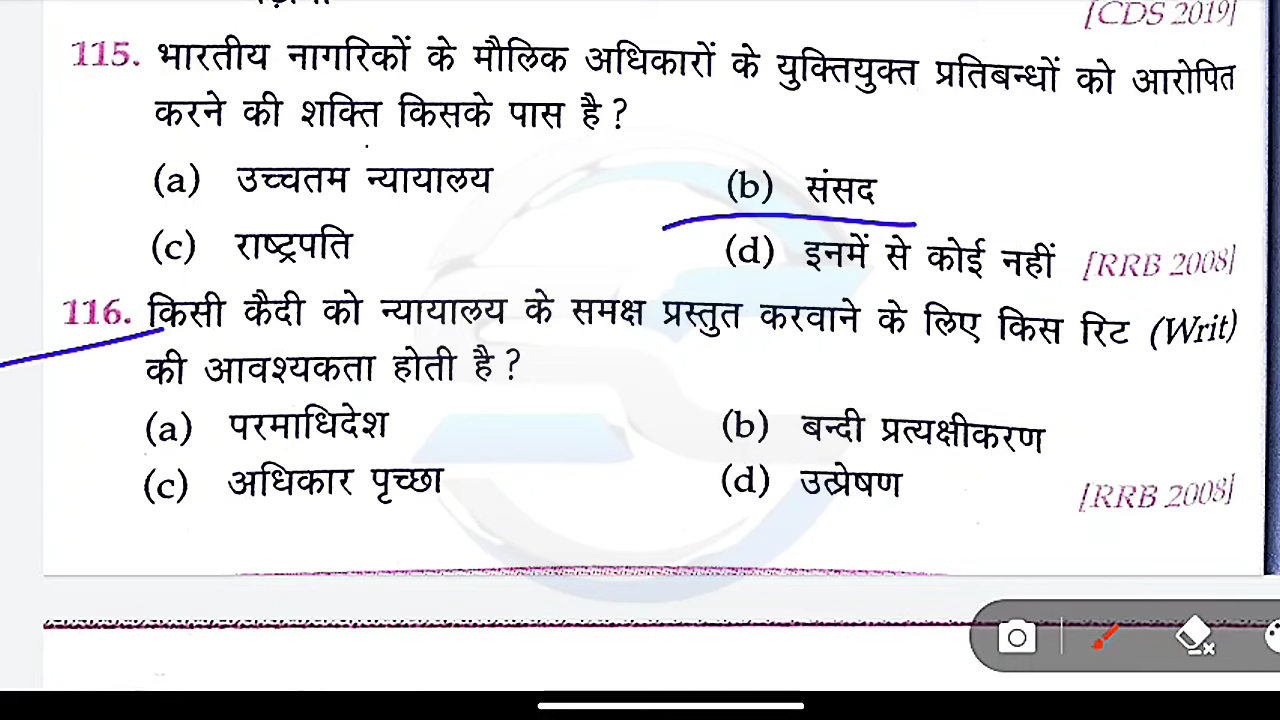 [CDS 2019]
115. भारतीय नागरिकों के मौलिक अधिकारों के युक्तियुक्त प्रतिबन्धों को आरोपित
करने की शक्ति किसके पास है ?
(a) उच्चतम न्यायालय (b) संसद
(c) राष्ट्रपति (d) इनमें से कोई नहीं [RRB 2008]
116. किसी कैदी को न्यायालय के समक्ष प्रस्तुत करवाने के लिए किस रिट (Writ)
की आवश्यकता होती है ?
(a) परमाधिदेश (b) बन्दी प्रत्यक्षीकरण
(c) अधिकार पृच्छा (d) उत्प्रेषण [RRB 2008]